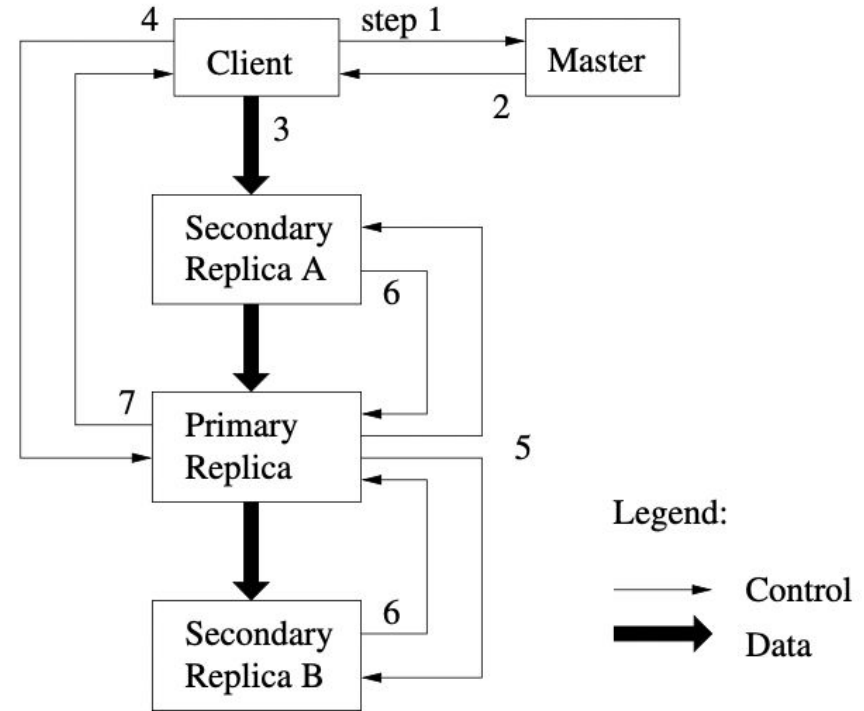 4
step 1
Client
Master
2
3
Secondary
Replica A
6
7
Primary
Replica
5
Legend:
Control
6
Secondary
Replica B
Data